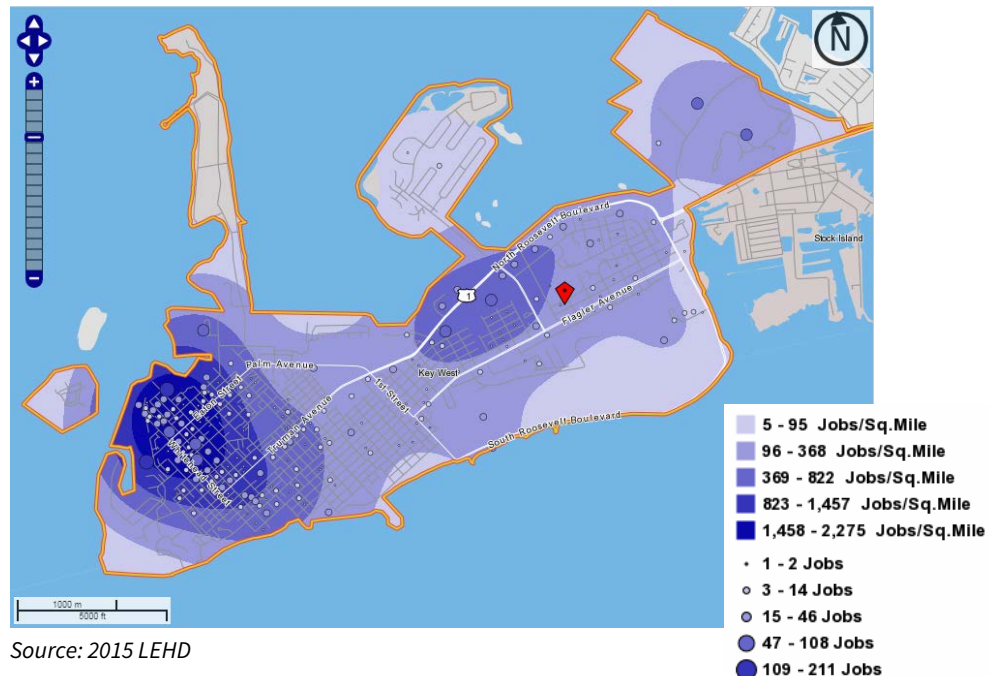 N
North Roosevelt Boulevard
Stock Island
1
Flagler Avenue
Palm Avenue
Key West
Eaton Street
1st Street
Truman Avenue
Whitehead Street
South Roosevelt Boulevard
5 - 95 Jobs/Sq.Mile
96 - 368 Jobs/Sq.Mile
369 - 822 Jobs/Sq.Mile
823 - 1,457 Jobs/Sq.Mile
1,458 - 2,275 Jobs/Sq.Mile
1 - 2 Jobs
3 - 14 Jobs
15 - 46 Jobs
47 - 108 Jobs
109 - 211 Jobs
1000 m
5000 ft
Source: 2015 LEHD